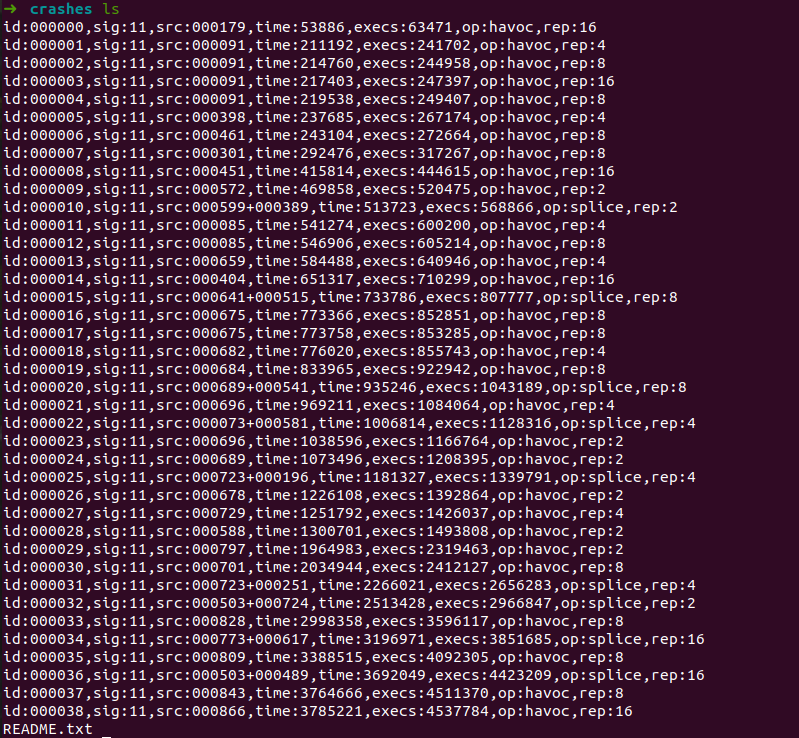 → crashes ls
id:000000,sig:11,src:000179,time:53886,execs:63471,op:havoc,rep:16
id:000001,sig:11,src:000091,time:211192,execs:241702,op:havoc,rep:4
id:000002,sig:11,src:000091,time:214760,execs:244958,op:havoc,rep:8
id:000003,sig:11,src:000091,time:217403,execs:247397,op:havoc,rep:16
id:000004,sig:11,src:000091,time:219538,execs:249407,op:havoc,rep:8
id:000005,sig:11,src:000398,time:237685,execs:267174,op:havoc,rep:4
id:000006,sig:11,src:000461,time:243104,execs:272664,op:havoc,rep:8
id:000007,sig:11,src:000301,time:292476,execs:317267,op:havoc,rep:8
id:000008,sig:11,src:000451,time:415814,execs:444615,op:havoc,rep:16
id:000009,sig:11,src:000572,time:469858,execs:520475,op:havoc,rep:2
id:000010,sig:11,src:000599+000389,time:513723,execs:568866,op:splice,rep:2
id:000011,sig:11,src:000085,time:541274,execs:600200,op:havoc,rep:4
id:000012,sig:11,src:000085,time:546906,execs:605214,op:havoc,rep:8
id:000013,sig:11,src:000659,time:584488,execs:640946,op:havoc,rep:4
id:000014,sig:11,src:000404,time:651317,execs:710299,op:havoc,rep:16
id:000015,sig:11,src:000641+000515,time:733786,execs:807777,op:splice,rep:8
id:000016,sig:11,src:000675,time:773366,execs:852851,op:havoc,rep:8
id:000017,sig:11,src:000675,time:773758,execs:853285,op:havoc,rep:8
id:000018,sig:11,src:000682,time:776020,execs:855743,op:havoc,rep:4
id:000019,sig:11,src:000684,time:833965,execs:922942,op:havoc,rep:8
id:000020,sig:11,src:000689+000541,time:935246,execs:1043189,op:splice,rep:8
id:000021,sig:11,src:000696,time:969211,execs:1084064,op:havoc,rep:4
id:000022,sig:11,src:000073+000581,time:1006814,execs:1128316,op:splice,rep:4
id:000023,sig:11,src:000696,time:1038596,execs:1166764,op:havoc,rep:2
id:000024,sig:11,src:000689,time:1073496,execs:1208395,op:havoc,rep:2
id:000025,sig:11,src:000723+000196,time:1181327,execs:1339791,op:splice,rep:4
id:000026,sig:11,src:000678,time:1226108,execs:1392864,op:havoc,rep:2
id:000027,sig:11,src:000729,time:1251792,execs:1426037,op:havoc,rep:4
id:000028,sig:11,src:000588,time:1300701,execs:1493808,op:havoc,rep:2
id:000029,sig:11,src:000797,time:1964983,execs:2319463,op:havoc,rep:2
id:000030,sig:11,src:000701,time:2034944,execs:2412127,op:havoc,rep:8
id:000031,sig:11,src:000723+000251,time:2266021,execs:2656283,op:splice,rep:4
id:000032,sig:11,src:000503+000724,time:2513428,execs:2966847,op:splice,rep:2
id:000033,sig:11,src:000828,time:2998358,execs:3596117,op:havoc,rep:8
id:000034,sig:11,src:000773+000617,time:3196971,execs:3851685,op:splice,rep:16
id:000035,sig:11,src:000809,time:3388515,execs:4092305,op:havoc,rep:8
id:000036,sig:11,src:000503+000489,time:3692049,execs:4423209,op:splice,rep:16
id:000037,sig:11,src:000843,time:3764666,execs:4511370,op:havoc,rep:8
id:000038,sig:11,src:000866,time:3785221,execs:4537784,op:havoc,rep:16
README.txt